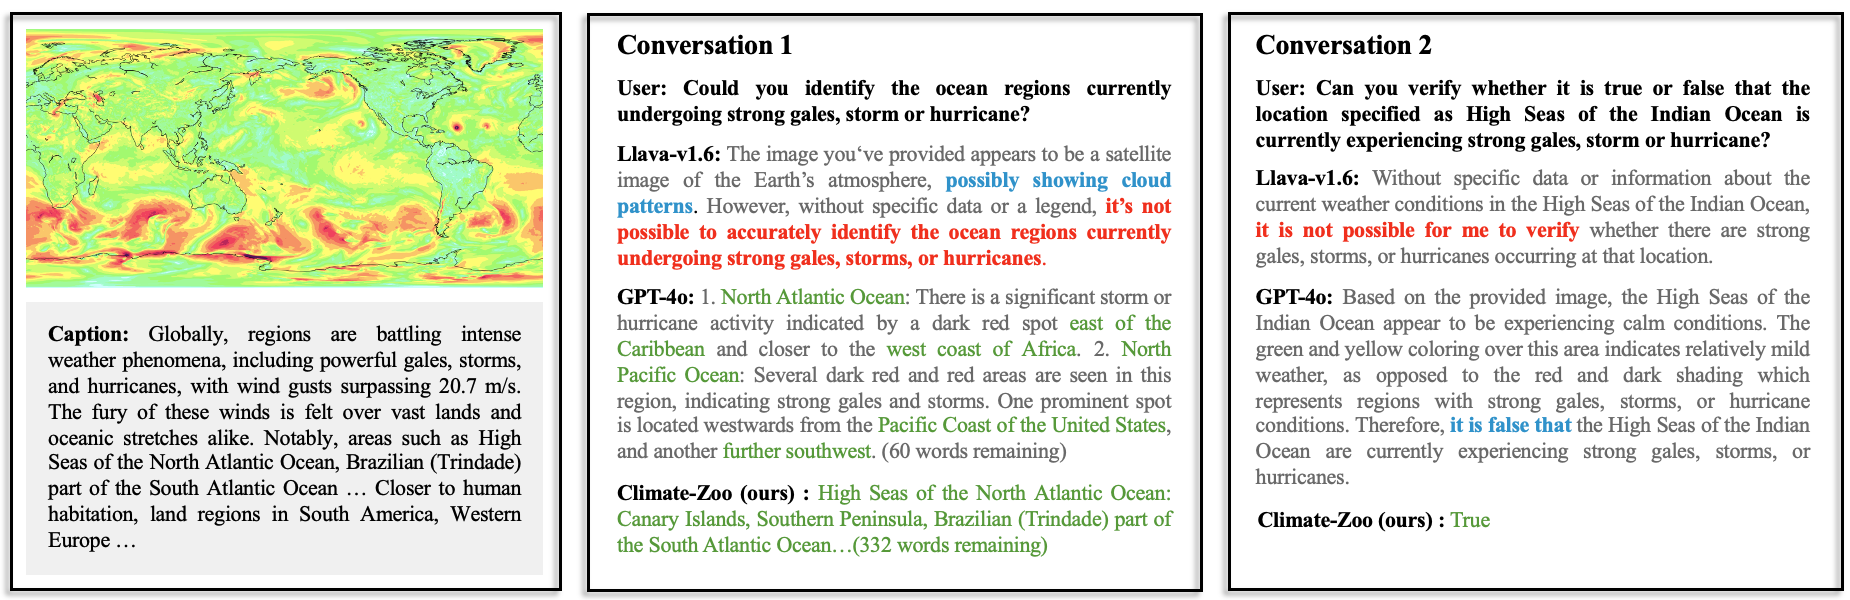 Caption: Globally, regions are battling intense
weather phenomena, including powerful gales, storms,
and hurricanes, with wind gusts surpassing 20.7 m/s.
The fury of these winds is felt over vast lands and
oceanic stretches alike. Notably, areas such as High
Seas of the North Atlantic Ocean, Brazilian (Trindade)
part of the South Atlantic Ocean … Closer to human
habitation, land regions in South America, Western
Europe …
Conversation 1
User: Could you identify the ocean regions currently
undergoing strong gales, storm or hurricane?
Llava-v1.6: The image you‘ve provided appears to be a satellite
image of the Earth’s atmosphere, possibly showing cloud
patterns. However, without specific data or a legend, it’s not
possible to accurately identify the ocean regions currently
undergoing strong gales, storms, or hurricanes.
GPT-4o: 1. North Atlantic Ocean: There is a significant storm or
hurricane activity indicated by a dark red spot east of the
Caribbean and closer to the west coast of Africa. 2. North
Pacific Ocean: Several dark red and red areas are seen in this
region, indicating strong gales and storms. One prominent spot
is located westwards from the Pacific Coast of the United States,
and another further southwest. (60 words remaining)
Climate-Zoo (ours) : High Seas of the North Atlantic Ocean:
Canary Islands, Southern Peninsula, Brazilian (Trindade) part of
the South Atlantic Ocean…(332 words remaining)
Conversation 2
User: Can you verify whether it is true or false that the
location specified as High Seas of the Indian Ocean is
currently experiencing strong gales, storm or hurricane?
Llava-v1.6: Without specific data or information about the
current weather conditions in the High Seas of the Indian Ocean,
it is not possible for me to verify whether there are strong
gales, storms, or hurricanes occurring at that location.
GPT-4o: Based on the provided image, the High Seas of the
Indian Ocean appear to be experiencing calm conditions. The
green and yellow coloring over this area indicates relatively mild
weather, as opposed to the red and dark shading which
represents regions with strong gales, storms, or hurricane
conditions. Therefore, it is false that the High Seas of the Indian
Ocean are currently experiencing strong gales, storms, or
hurricanes.
Climate-Zoo (ours) : True